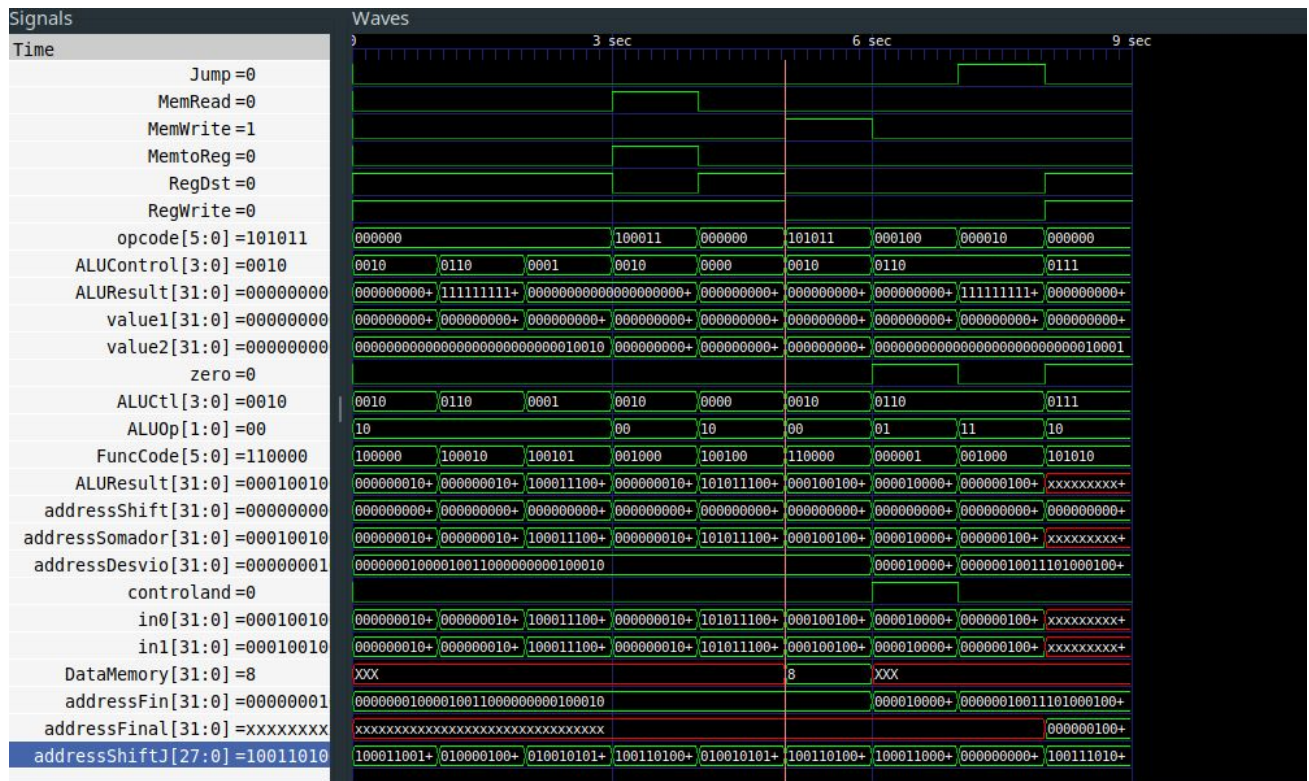 Signals Waves
Time 0 3 sec 6 sec 9 sec
Jump=0
MemRead=0
MemWrite=1
MemtoReg=0
RegDst=0
RegWrite=0
opcode[5:0]=101011 000000 100011 000000 101011 000100 000010 000000
ALUControl[3:0]=0010 0010 0110 0001 0010 0000 0010 0110 0111
ALUResult[31:0]=00000000 000000000+ 111111111+ 0000000000000000000+ 000000000+ 000000000+ 000000000+ 111111111+ 000000000+
value1[31:0]=00000000 000000000+ 000000000+ 000000000+ 000000000+ 000000000+ 000000000+ 000000000+ 000000000+ 000000000+
value2[31:0]=00000000 00000000000000000000000000010010 000000000+ 000000000+ 000000000+ 00000000000000000000000000010001
zero=0
ALUCtl[3:0]=0010 0010 0110 0001 0010 0000 0010 0110 0111
ALUOp[1:0]=00 10 00 10 00 01 11 10
FuncCode[5:0]=110000 100000 100010 100101 001000 100100 110000 000001 001000 101010
ALUResult[31:0]=00010010 000000010+ 000000010+ 100011100+ 000000010+ 101011100+ 000100100+ 000010000+ 000000100+ xxxxxxxxx+
addressShift[31:0]=00000000 000000000+ 000000000+ 000000000+ 000000000+ 000000000+ 000000000+ 000000000+ 000000000+ 000000000+
addressSomador[31:0]=00010010 000000010+ 000000010+ 100011100+ 000000010+ 101011100+ 000100100+ 000010000+ 000000100+ xxxxxxxxx+
addressDesvio[31:0]=00000001 00000001000010011000000000100010 000010000+ 0000001001110100010​0+
controland=0
in0[31:0]=00010010 000000010+ 000000010+ 100011100+ 000000010+ 101011100+ 000100100+ 000010000+ 000000100+ xxxxxxxxx+
in1[31:0]=00010010 000000010+ 000000010+ 100011100+ 000000010+ 101011100+ 000100100+ 000010000+ 000000100+ xxxxxxxxx+
DataMemory[31:0]=8 XXX 8 XXX
addressFin[31:0]=00000001 00000001000010011000000000100010 000010000+ 0000001001110100010​0+
addressFinal[31:0]=xxxxxxxx xxxxxxxxxxxxxxxxxxxxxxxxxxxxxxxx 000000100+
addressShiftJ[27:0]=10011010 100011001+ 010000100+ 010010101+ 100110100+ 010010101+ 100110100+ 100011000+ 000000000+ 100111010+